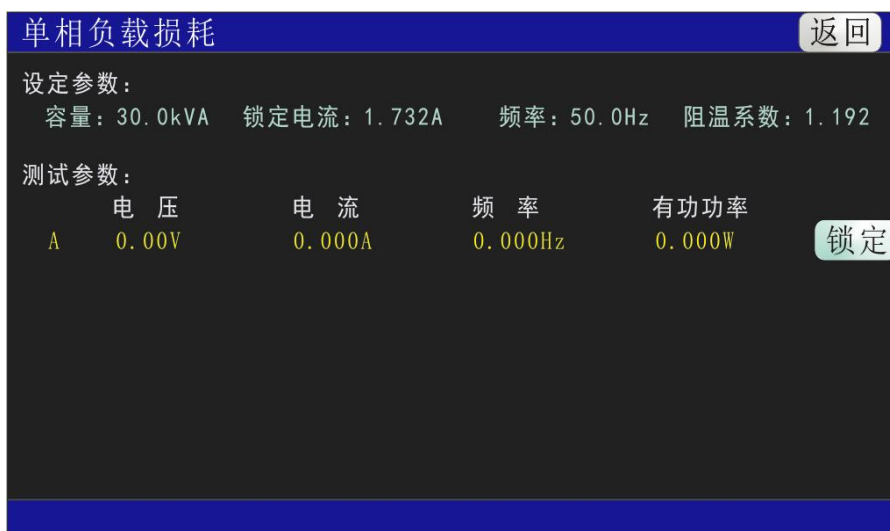 单相负载损耗 返回
设定参数:
容量: 30.0kVA 锁定电流: 1.732A 频率: 50.0Hz 阻温系数: 1.192
测试参数:
电 压 电 流 频 率 有功功率
A 0.00V 0.000A 0.000Hz 0.000W 锁定